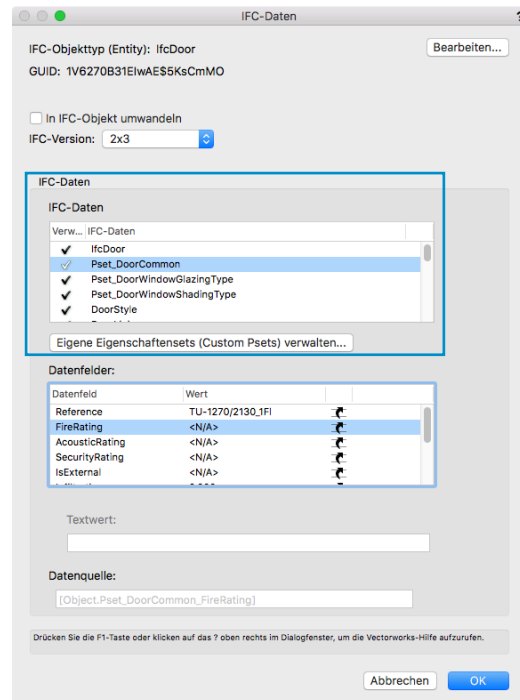 IFC-Daten
?
IFC-Objekttyp (Entity): IfcDoor
Bearbeiten...
GUID: 1V6270B31EIwAE$5KsCmMO
In IFC-Objekt umwandeln
IFC-Version: 2x3
IFC-Daten
IFC-Daten
Verw... IFC-Daten
IfcDoor
Pset_DoorCommon
Pset_DoorWindowGlazingType
Pset_DoorWindowShadingType
DoorStyle
Eigene Eigenschaftensets (Custom Psets) verwalten...
Datenfelder:
Datenfeld Wert
Reference TU-1270/2130_1Fl
FireRating <N/A>
AcousticRating <N/A>
SecurityRating <N/A>
IsExternal <N/A>
Textwert:
Datenquelle:
[Object.Pset_DoorCommon_FireRating]
Drücken Sie die F1-Taste oder klicken auf das ? oben rechts im Dialogfenster, um die Vectorworks-Hilfe aufzurufen.
Abbrechen OK